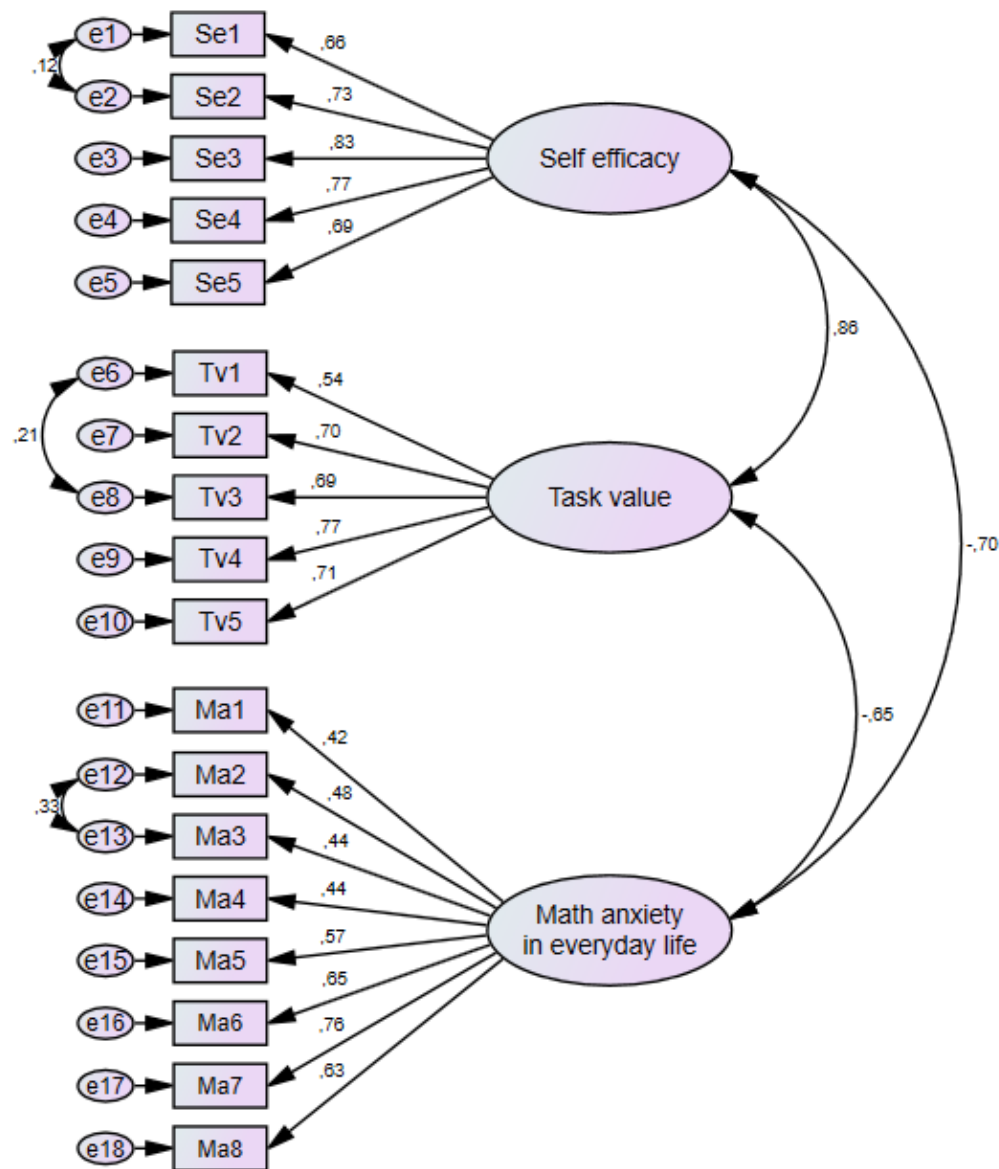 e1 Se1 ,66
,12
e2 Se2 ,73
e3 Se3 ,83 Self efficacy
e4 Se4 ,77
e5 Se5 ,69
,86
e6 Tv1 ,54
,21
e7 Tv2 ,70
e8 Tv3 ,69 Task value
e9 Tv4 ,77
-,70
e10 Tv5 ,71
e11 Ma1 ,42
-,65
e12 Ma2 ,48
,33
e13 Ma3 ,44
e14 Ma4 ,44
Math anxiety
in everyday life
e15 Ma5 ,57
e16 Ma6 ,65
e17 Ma7 ,76
e18 Ma8 ,63